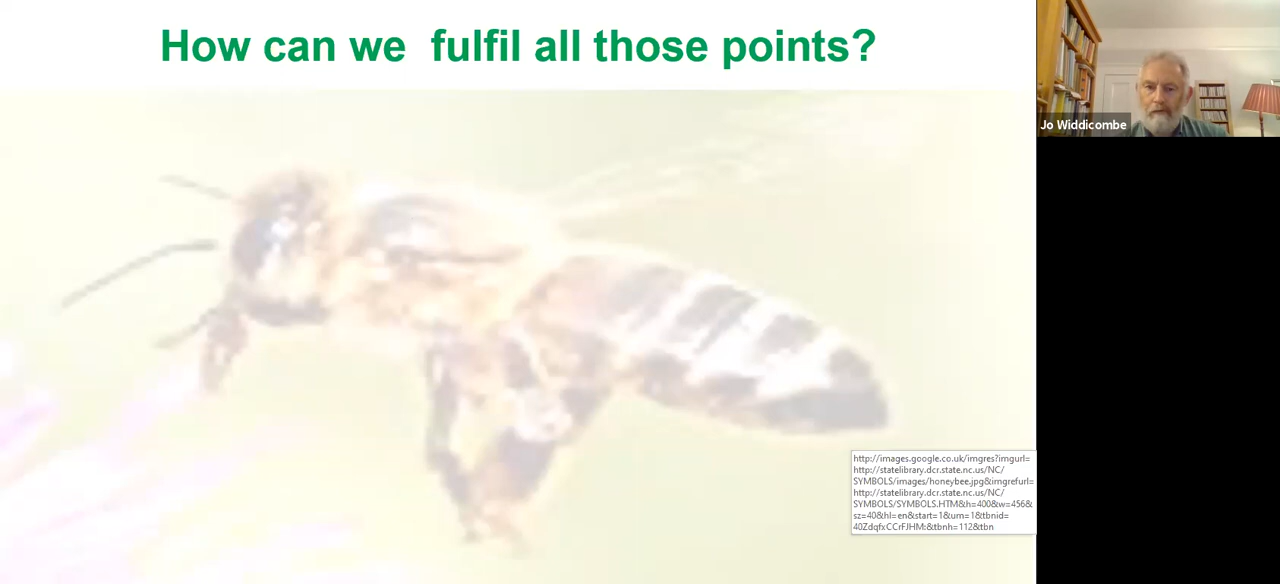 How can we  fulfil all those points?
Jo Widdicombe
http://images.google.co.uk/imgres?imgurl=
http://statelibrary.dcr.state.nc.us/NC/
SYMBOLS/images/honeybee.jpg&imgrefurl=
http://statelibrary.dcr.state.nc.us/NC/
SYMBOLS/SYMBOLS.HTM&h=400&w=456&
sz=40&hl=en&start=1&um=1&tbnid=
40ZdqfxCCrFJHM:&tbnh=112&tbn